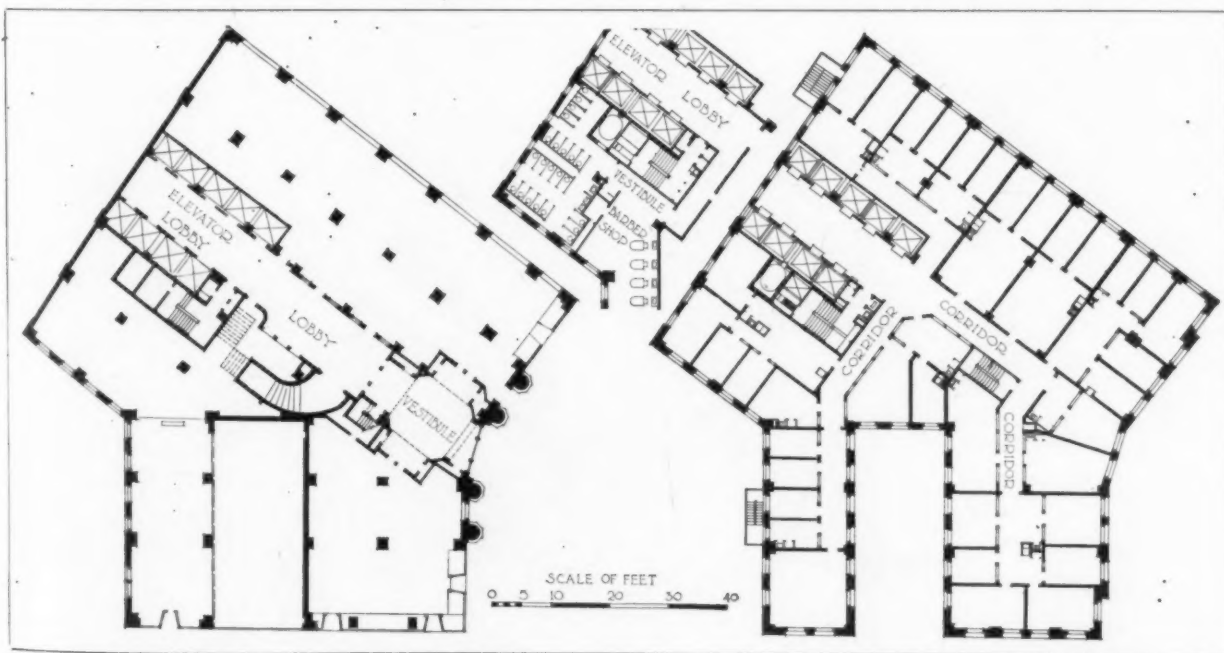 ELEVATOR
LOBBY
LOBBY
VESTIBULE
ELEVATOR
LOBBY
VESTIBULE
BARBER
SHOP
CORRIDOR
CORRIDOR
CORRIDOR
SCALE OF FEET
0 5 10 20 30 40